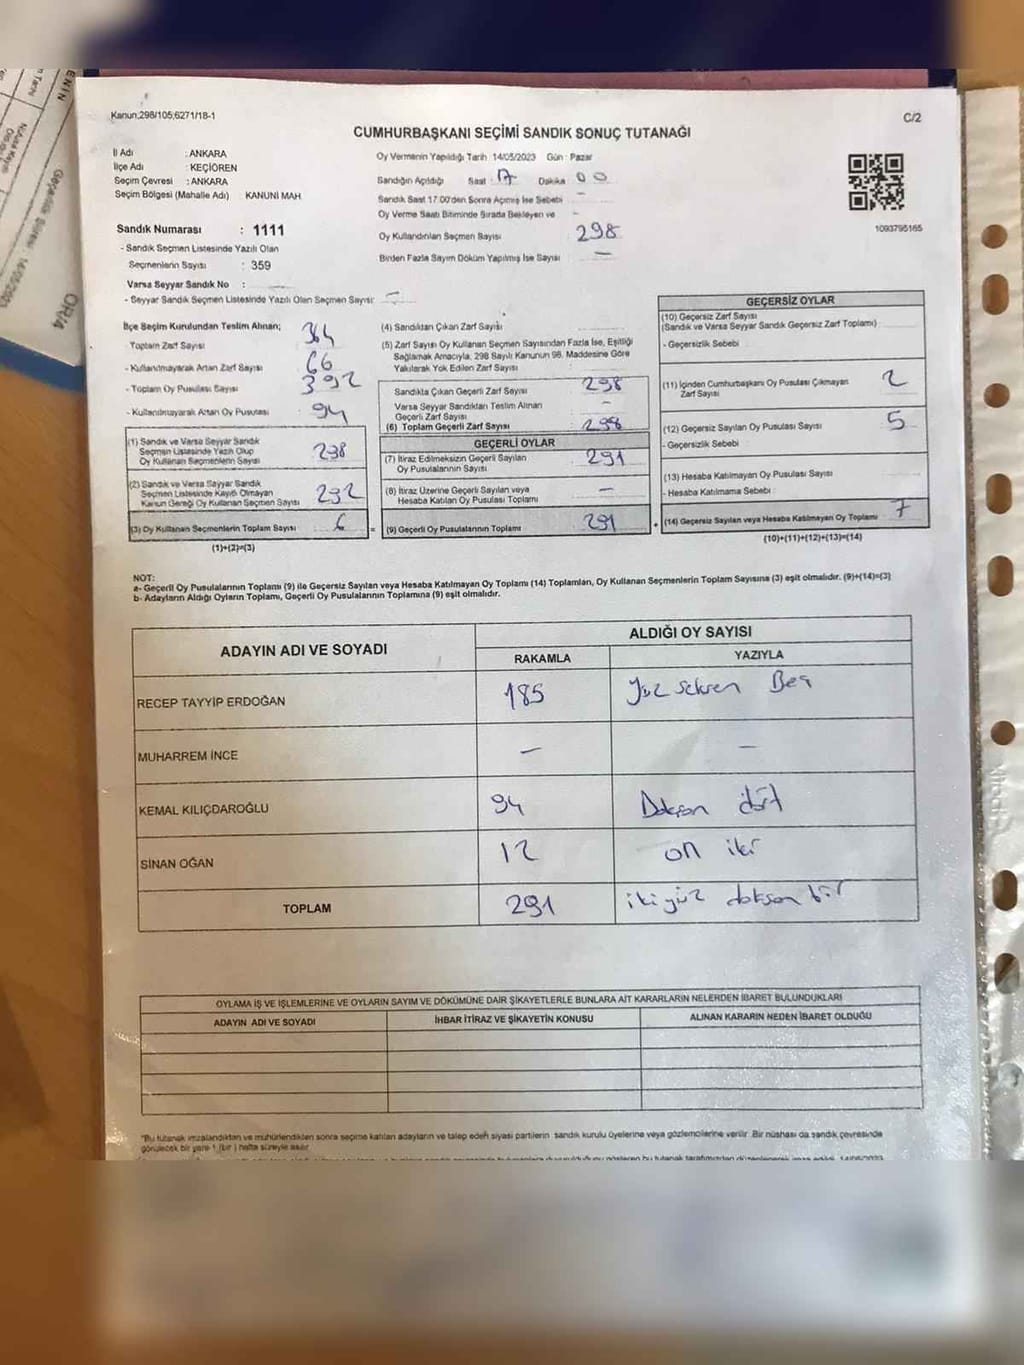 Kanun,298/105;6271/18-1
C/2
CUMHURBAŞKANI SEÇİMİ SANDIK SONUÇ TUTANAĞI
İl Adı : ANKARA
İlçe Adı : KEÇİÖREN
Seçim Çevresi : ANKARA
Seçim Bölgesi (Mahalle Adı) KANUNİ MAH
Oy Vermenin Yapıldığı Tarih 14/05/2023 Gün : Pazar
Sandığın Açıldığı Saat : 17 Dakika 00
Sandık Saat 17:00'den Sonra Açılmış İse Sebebi –
Oy Verme Saati Bitiminde Sırada Bekleyen ve –
Oy Kullandırılan Seçmen Sayısı 298
Birden Fazla Sayım Döküm Yapılmış İse Sayısı —
1093795165
Sandık Numarası : 1111
- Sandık Seçmen Listesinde Yazılı Olan
Seçmenlerin Sayısı : 359
Varsa Seyyar Sandık No :
- Seyyar Sandık Seçmen Listesinde Yazılı Olan Seçmen Sayısı: –
İlçe Seçim Kurulundan Teslim Alınan;
- Toplam Zarf Sayısı 364
- Kullanılmayarak Artan Zarf Sayısı 66
- Toplam Oy Pusulası Sayısı 392
- Kullanılmayarak Artan Oy Pusulası 94
(1) Sandık ve Varsa Seyyar Sandık
Seçmen Listesinde Yazılı Olup
Oy Kullanan Seçmenlerin Sayısı 298
(2) Sandık ve Varsa Seyyar Sandık
Seçmen Listesinde Kayıtlı Olmayan
Kanun Gereği Oy Kullanan Seçmen Sayısı 292
(3) Oy Kullanan Seçmenlerin Toplam Sayısı 6 =
(1)+(2)=(3)
(4) Sandıktan Çıkan Zarf Sayısı
(5) Zarf Sayısı Oy Kullanan Seçmen Sayısından Fazla İse, Eşitliği
Sağlamak Amacıyla, 298 Sayılı Kanunun 98. Maddesine Göre
Yakılarak Yok Edilen Zarf Sayısı
Sandıkta Çıkan Geçerli Zarf Sayısı 298
Varsa Seyyar Sandıktan Teslim Alınan
Geçerli Zarf Sayısı –
(6) Toplam Geçerli Zarf Sayısı 298
GEÇERLİ OYLAR
(7) İtiraz Edilmeksizin Geçerli Sayılan
Oy Pusulalarının Sayısı 291
(8) İtiraz Üzerine Geçerli Sayılan veya
Hesaba Katılan Oy Pusulası Toplamı —
(9) Geçerli Oy Pusulalarının Toplamı 291 +
GEÇERSİZ OYLAR
(10) Geçersiz Zarf Sayısı
(Sandık ve Varsa Seyyar Sandık Geçersiz Zarf Toplamı)
- Geçersizlik Sebebi
(11) İçinden Cumhurbaşkanı Oy Pusulası Çıkmayan
Zarf Sayısı 2
(12) Geçersiz Sayılan Oy Pusulası Sayısı 5
- Geçersizlik Sebebi
(13) Hesaba Katılmayan Oy Pusulası Sayısı
- Hesaba Katılmama Sebebi
(14) Geçersiz Sayılan veya Hesaba Katılmayan Oy Toplamı 7
(10)+(11)+(12)+(13)=(14)
NOT:
a- Geçerli Oy Pusulalarının Toplamı (9) ile Geçersiz Sayılan veya Hesaba Katılmayan Oy Toplamı (14) Toplamları, Oy Kullanan Seçmenlerin Toplam Sayısına (3) eşit olmalıdır. (9)+(14)=(3)
b- Adayların Aldığı Oyların Toplamı, Geçerli Oy Pusulalarının Toplamına (9) eşit olmalıdır.
ADAYIN ADI VE SOYADI
ALDIĞI OY SAYISI
RAKAMLA YAZIYLA
RECEP TAYYİP ERDOĞAN 185 Yüz seksen Beş
MUHARREM İNCE — —
KEMAL KILIÇDAROĞLU 94 Doksan dört
SİNAN OĞAN 12 on iki
TOPLAM 291 ikiyüz doksan bir
OYLAMA İŞ VE İŞLEMLERİNE VE OYLARIN SAYIM VE DÖKÜMÜNE DAİR ŞİKAYETLERLE BUNLARA AİT KARARLARIN NELERDEN İBARET BULUNDUKLARI
ADAYIN ADI VE SOYADI İHBAR İTİRAZ VE ŞİKAYETİN KONUSU ALINAN KARARIN NEDEN İBARET OLDUĞU
*Bu tutanak imzalandıktan ve mühürlendikten sonra seçime katılan adayların ve talep eden siyasi partilerin sandık kurulu üyelerine veya gözlemcilerine verilir. Bir nüshası da sandık çevresinde
görülecek bir yere 1 (bir) hafta süreyle asılır.